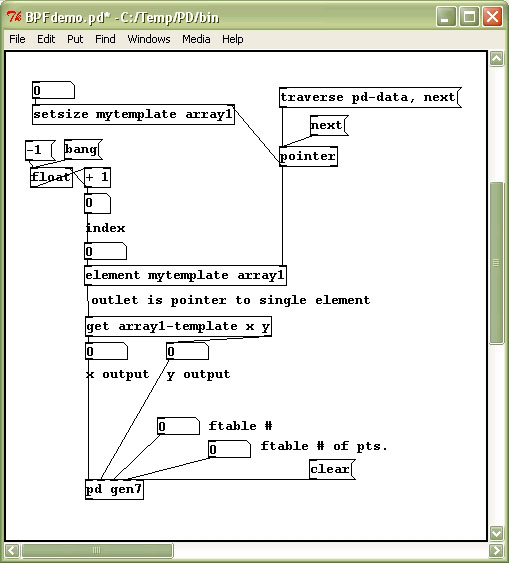 BPFdemo.pd* - C:/Temp/PD/bin
File Edit Put Find Windows Media Help
0
setsize mytemplate array1
traverse pd-data, next
next
pointer
-1
bang
float
+ 1
0
index
0
element mytemplate array1
outlet is pointer to single element
get array1-template x y
0
0
x output
y output
0
ftable #
0
ftable # of pts.
clear
pd gen7